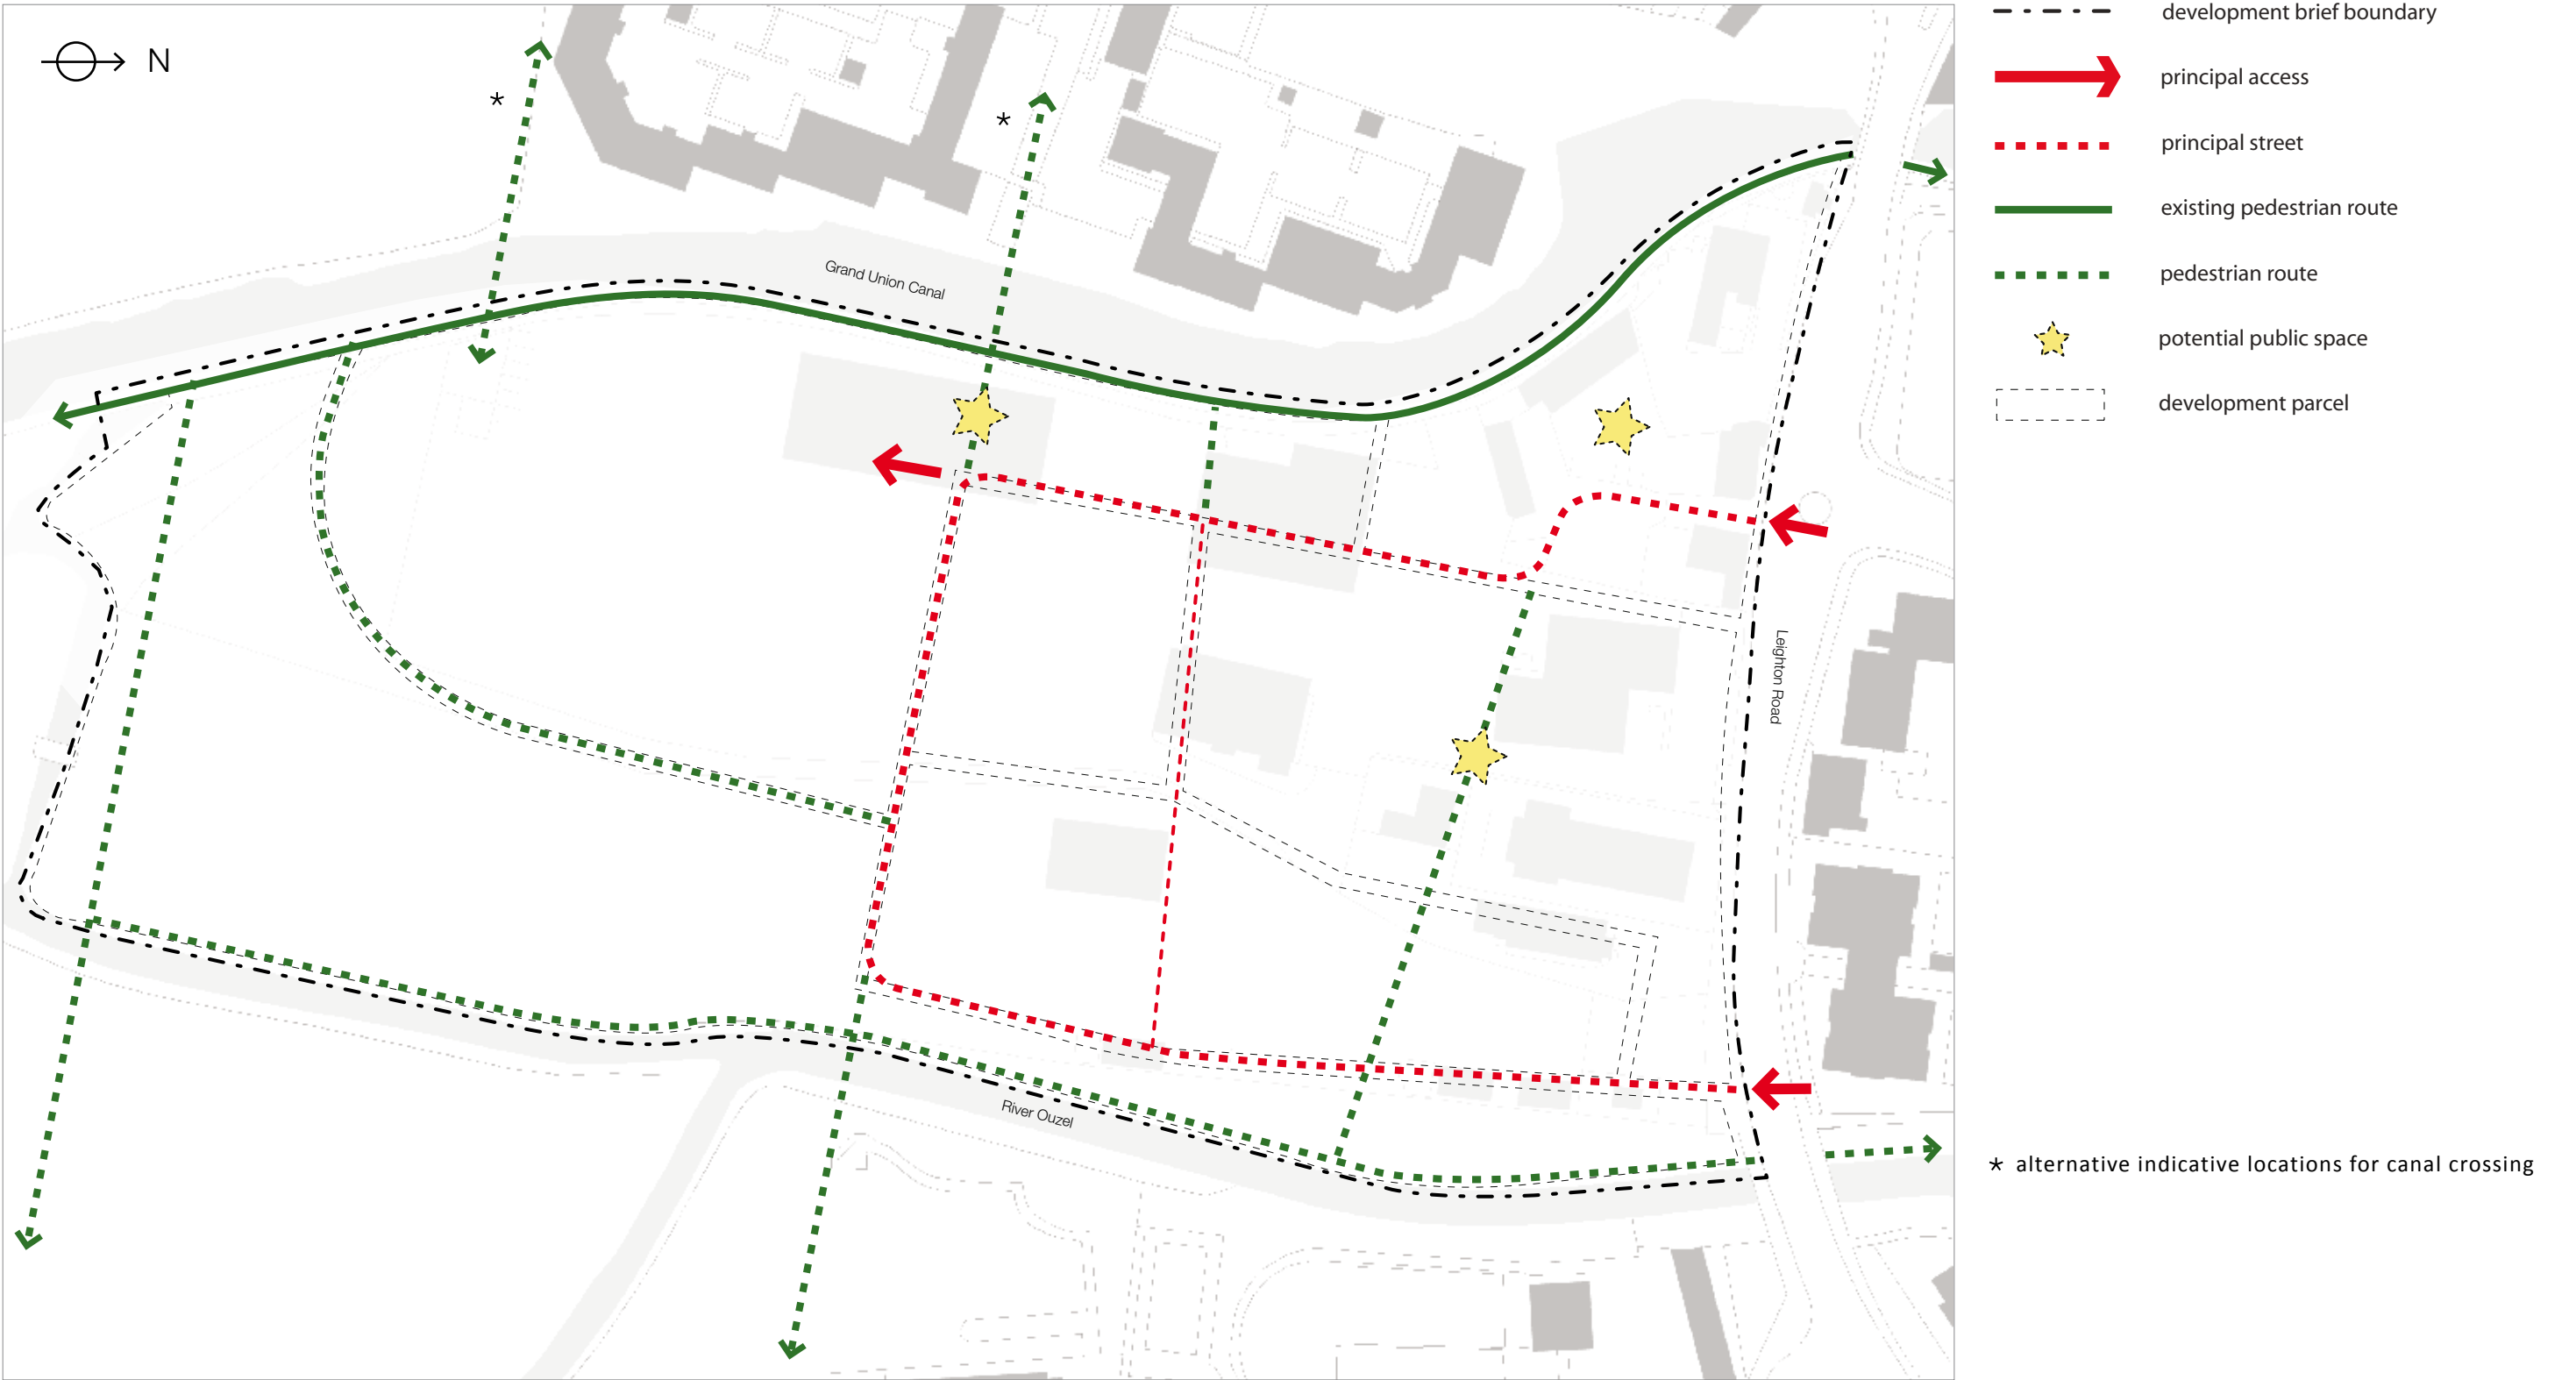 N
*
*
Grand Union Canal
Leighton Road
River Ouzel
development brief boundary
principal access
principal street
existing pedestrian route
pedestrian route
potential public space
development parcel
* alternative indicative locations for canal crossing